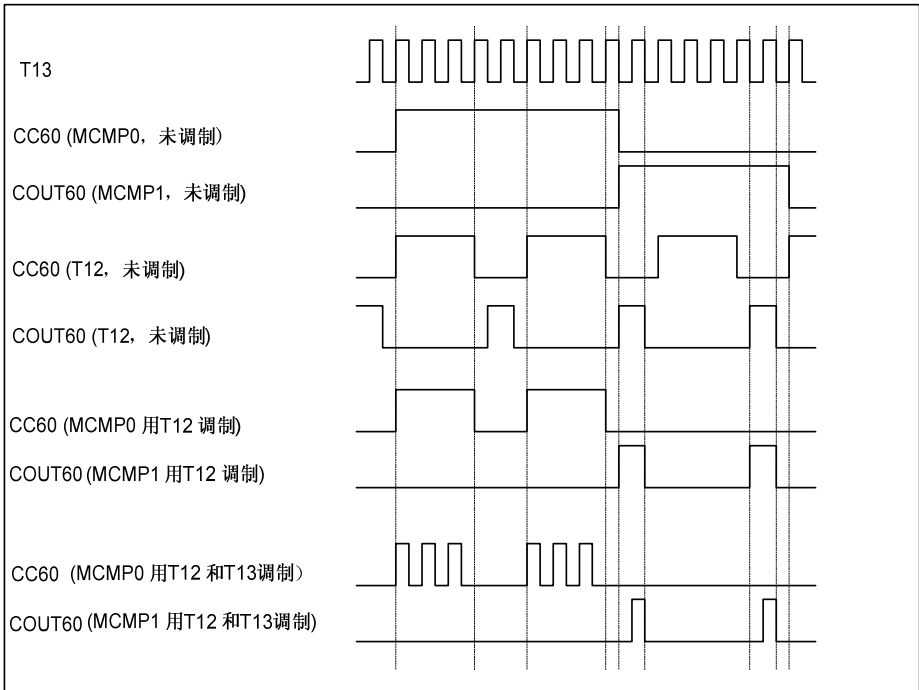 T13
CC60 (MCMP0，未调制)
COUT60 (MCMP1，未调制)
CC60 (T12，未调制)
COUT60 (T12，未调制)
CC60 (MCMP0 用T12 调制)
COUT60 (MCMP1 用T12 调制)
CC60 (MCMP0 用T12 和T13调制）
COUT60 (MCMP1 用T12 和T13调制)